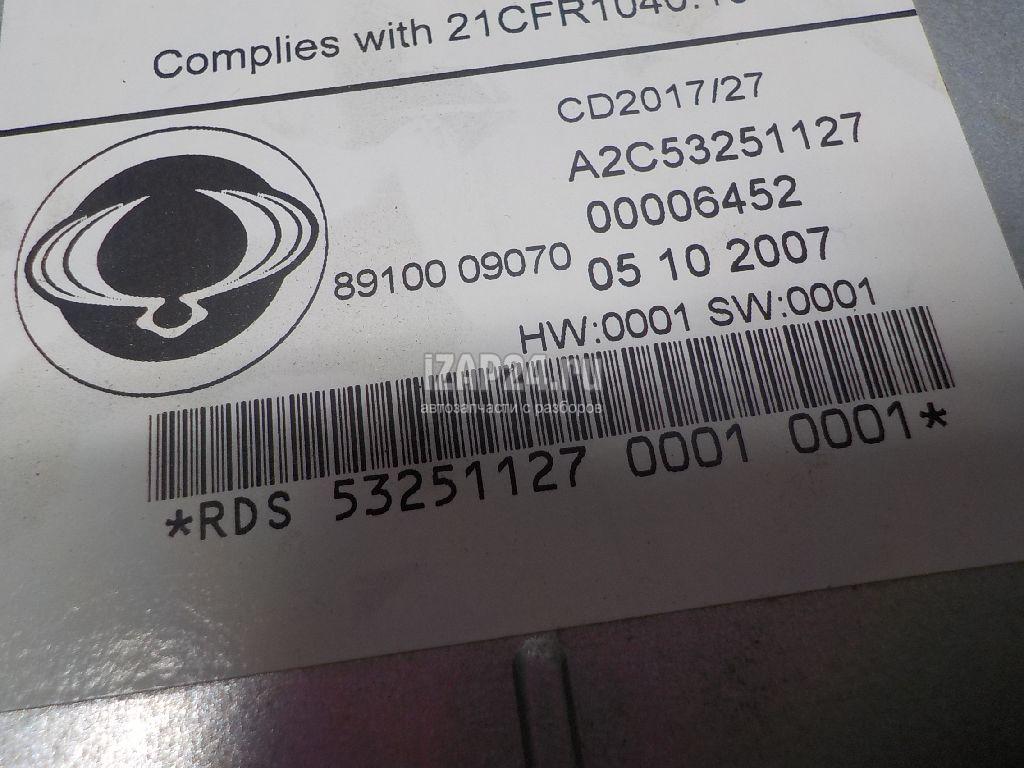 Complies with 21CFR1040.10
CD2017/27
A2C53251127
00006452
89100 09070
05 10 2007
HW:0001 SW:0001
iZAP24.ru
автозапчасти с разборов
*RDS 53251127 0001 0001*